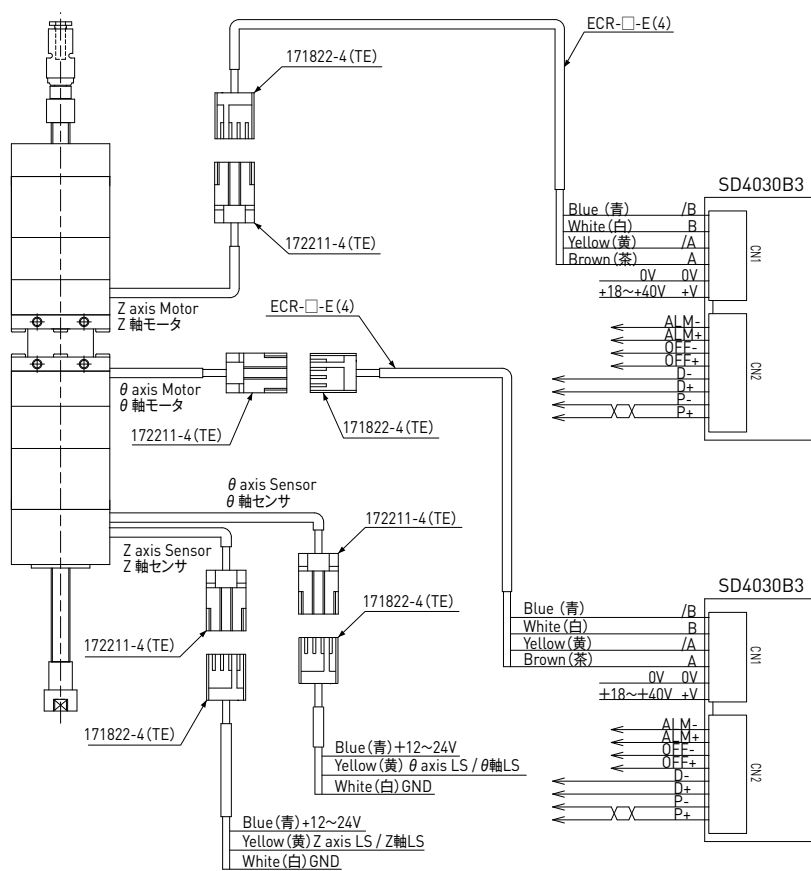 ECR-□-E(4)
171822-4(TE)
172211-4(TE)
Z axis Motor
Z 軸モータ
SD4030B3
Blue(青) /B
White(白) B
Yellow(黄) /A
Brown(茶) A
0V 0V
+18~+40V +V
CN1
ALM-
ALM+
OFF-
OFF+
D-
D+
P-
P+
CN2
ECR-□-E(4)
θ axis Motor
θ 軸モータ
172211-4(TE)
171822-4(TE)
θ axis Sensor
θ 軸センサ
172211-4(TE)
Z axis Sensor
Z 軸センサ
171822-4(TE)
172211-4(TE)
171822-4(TE)
Blue(青)+12~24V
Yellow(黄) θ axis LS / θ軸LS
White(白) GND
Blue(青)+12~24V
Yellow(黄) Z axis LS / Z軸LS
White(白) GND
SD4030B3
Blue (青) /B
White(白) B
Yellow(黄) /A
Brown(茶) A
0V 0V
+18~+40V +V
CN1
ALM-
ALM+
OFF-
OFF+
D-
D+
P-
P+
CN2